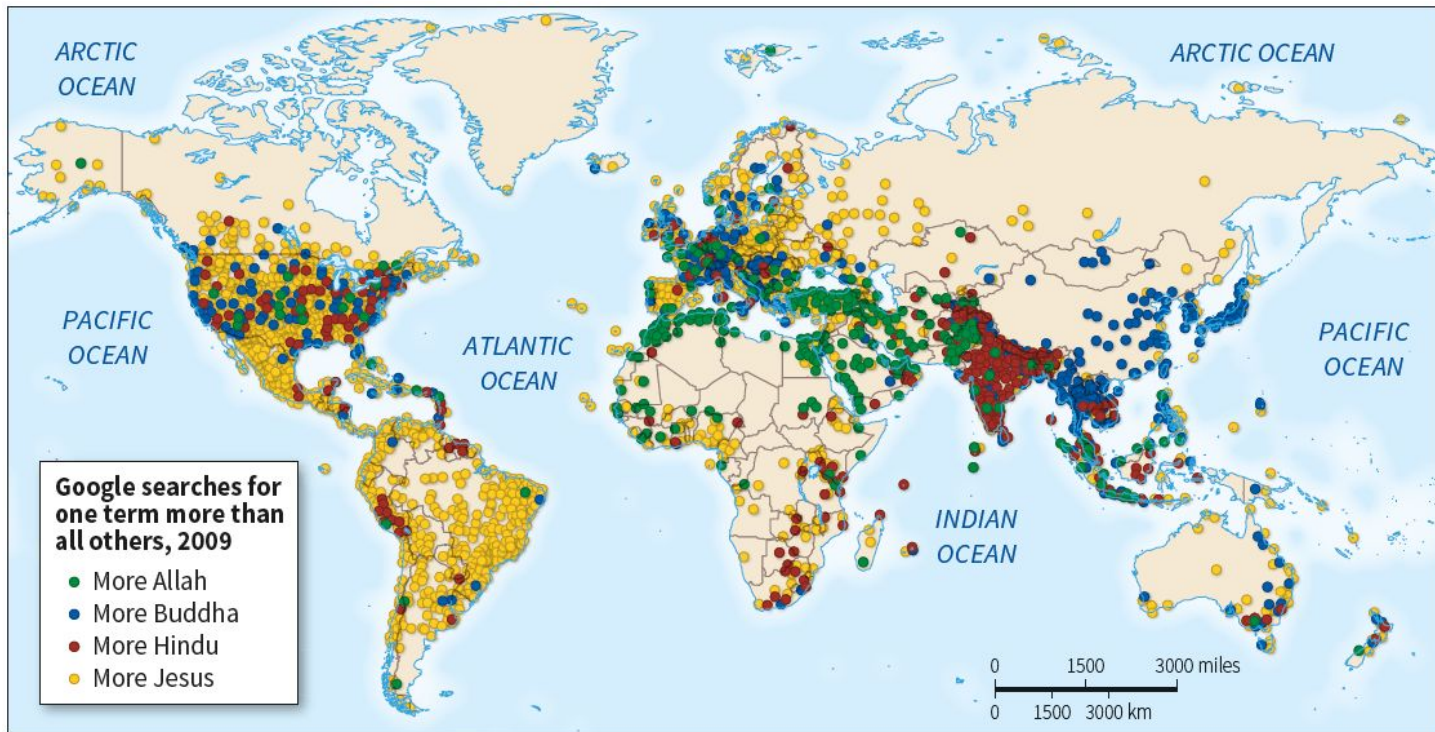 ARCTIC
OCEAN
ARCTIC OCEAN
PACIFIC
OCEAN
ATLANTIC
OCEAN
PACIFIC
OCEAN
INDIAN
OCEAN
Google searches for
one term more than
all others, 2009
More Allah
More Buddha
More Hindu
More Jesus
0 1500 3000 miles
0 1500 3000 km